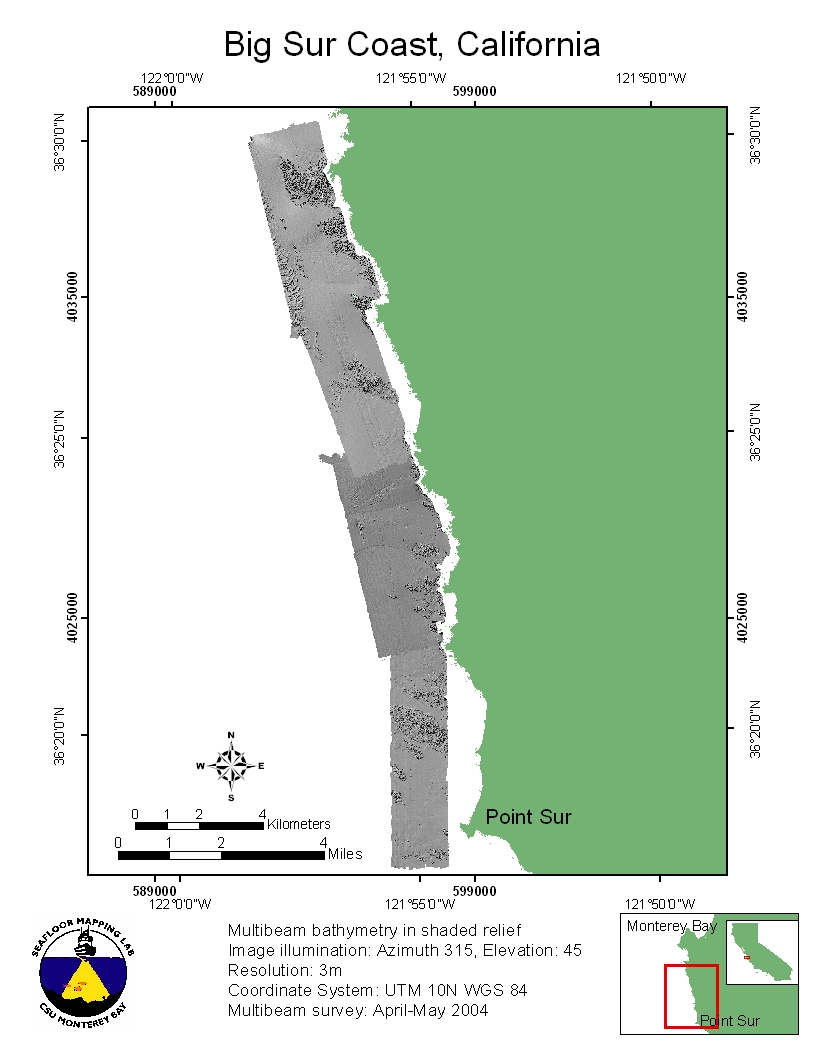 Big Sur Coast, California
122°0'0"W 121°55'0"W 121°50'0"W
589000 599000
36°30'0"N 36°30'0"N
4035000 4035000
36°25'0"N 36°25'0"N
4025000 4025000
36°20'0"N 36°20'0"N
N
W E
S
Point Sur
0 1 2 4
Kilometers
0 1 2 4
Miles
589000 599000
122°0'0"W 121°55'0"W 121°50'0"W
SEAFLOOR MAPPING LAB
CSU MONTEREY BAY
Multibeam bathymetry in shaded relief
Image illumination: Azimuth 315, Elevation: 45
Resolution: 3m
Coordinate System: UTM 10N WGS 84
Multibeam survey: April-May 2004
Monterey Bay
Point Sur